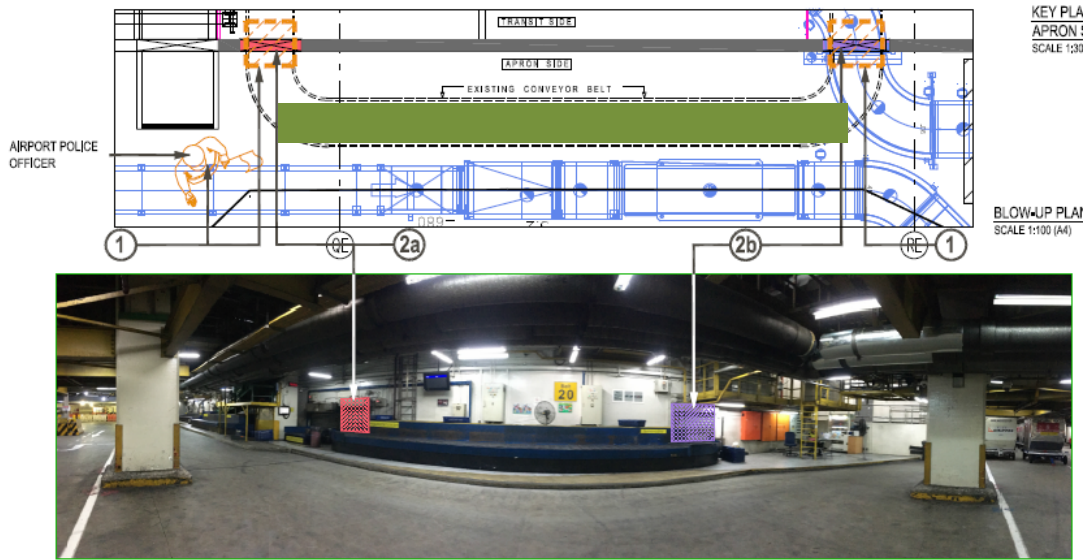 TRANSIT SIDE
KEY PLA
APRON S
SCALE 1:30
APRON SIDE
EXISTING CONVEYOR BELT
AIRPORT POLICE
OFFICER
BLOW-UP PLAN
SCALE 1:100 (A4)
1
QE
2a
2b
RE
1
20